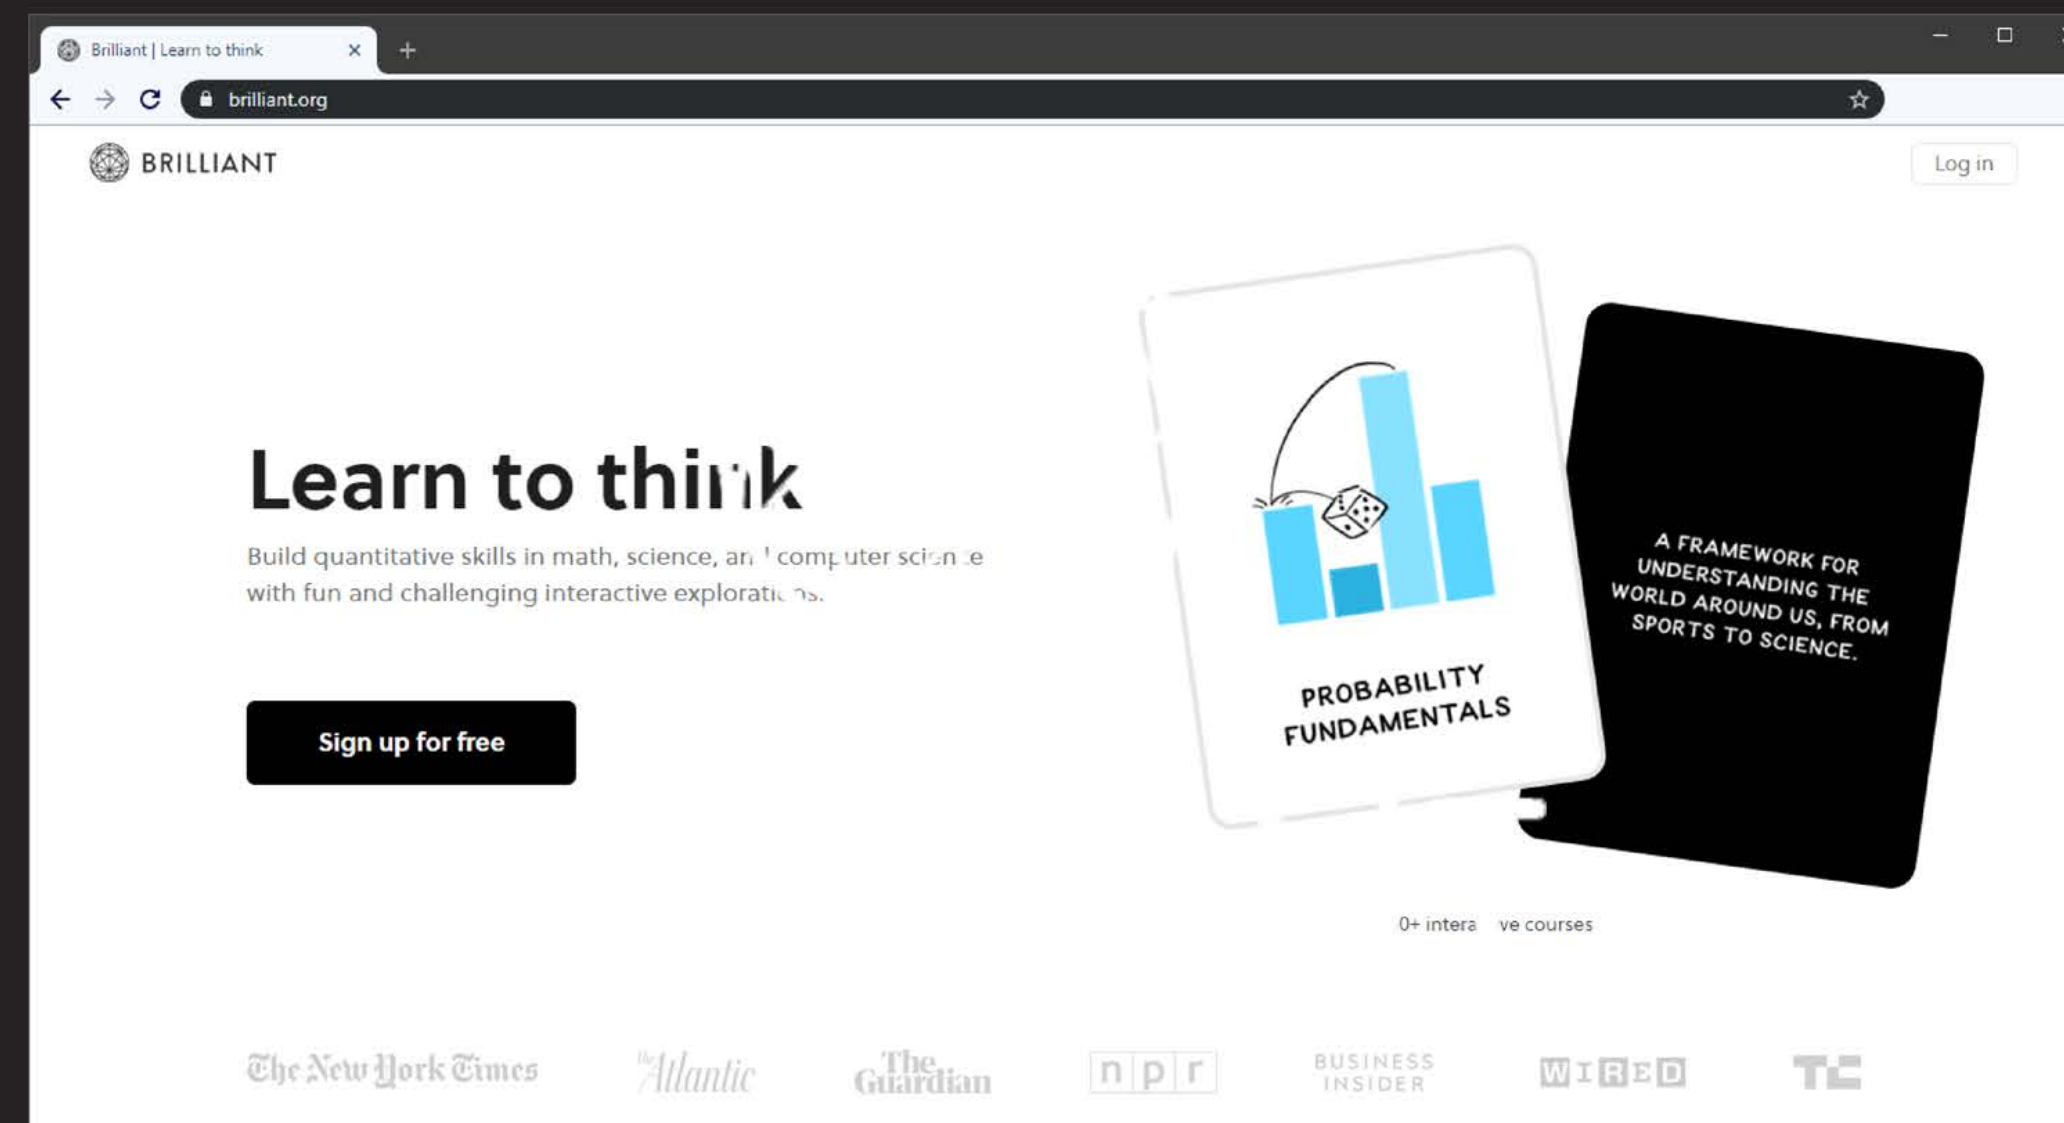 Brilliant | Learn to think
brilliant.org
BRILLIANT
Log in
Learn to think
Build quantitative skills in math, science, and computer science
with fun and challenging interactive explorations.
Sign up for free
PROBABILITY
FUNDAMENTALS
A FRAMEWORK FOR
UNDERSTANDING THE
WORLD AROUND US, FROM
SPORTS TO SCIENCE.
0+ interactive courses
The New York Times
the Atlantic
The
Guardian
npr
BUSINESS
INSIDER
WIRED
TC